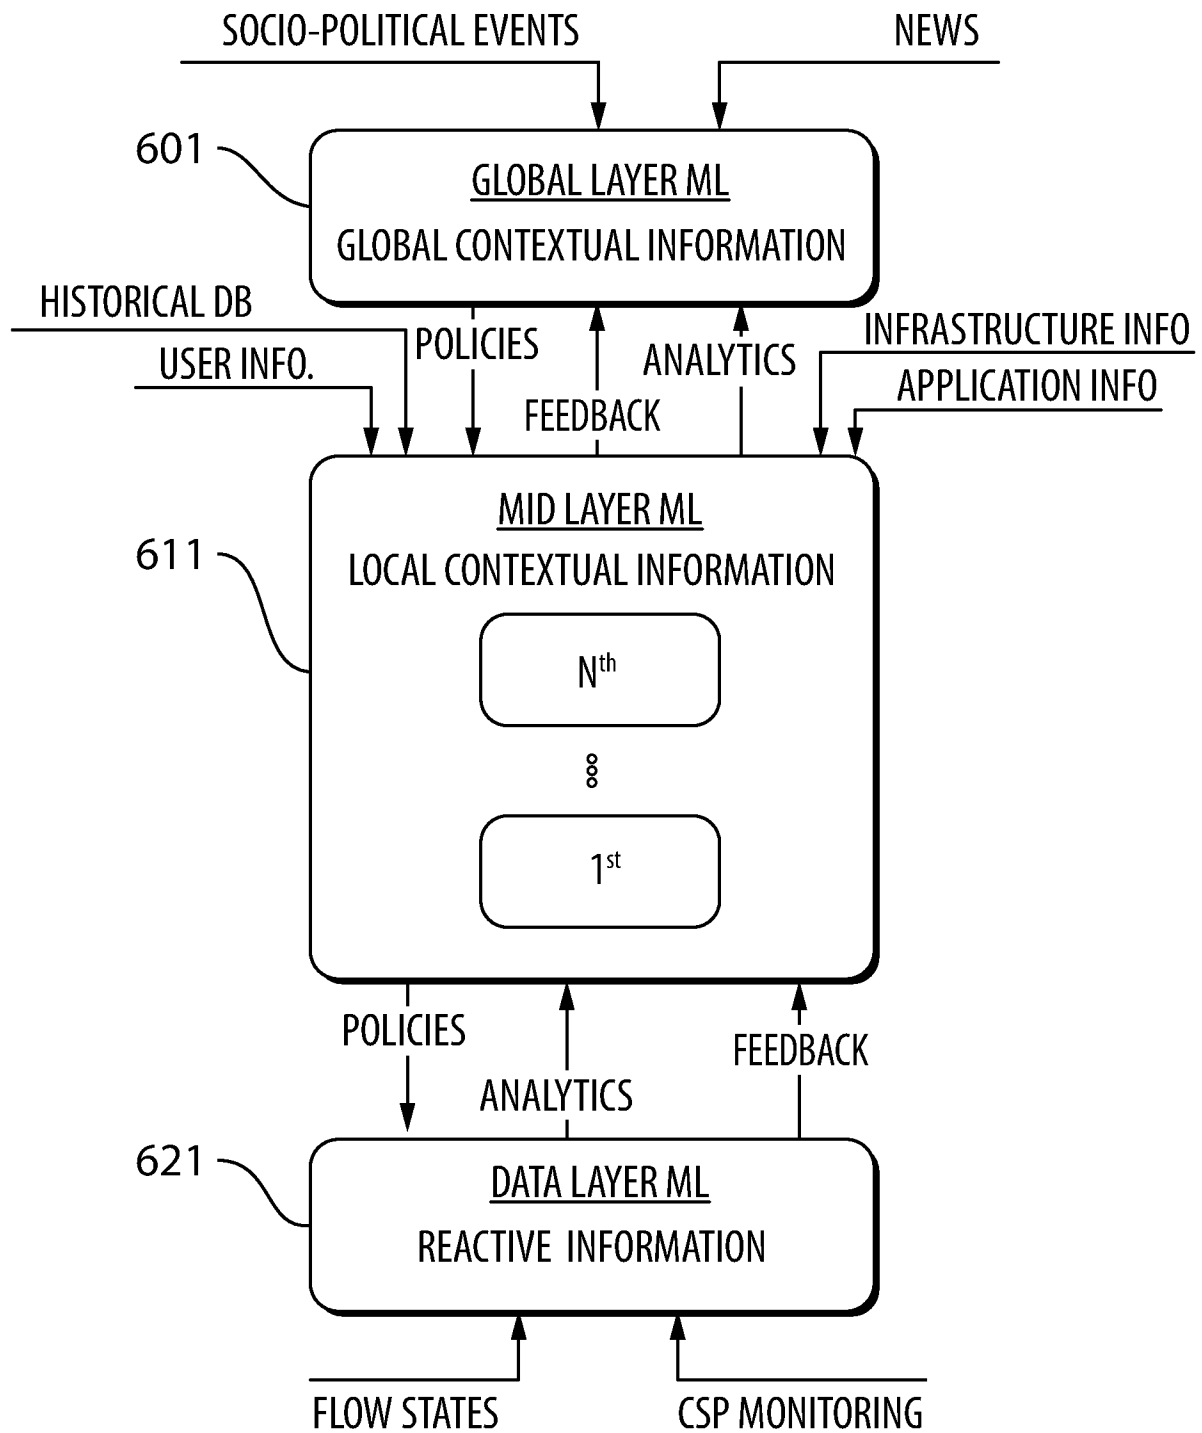 SOCIO-POLITICAL EVENTS
NEWS
601
GLOBAL LAYER ML
GLOBAL CONTEXTUAL INFORMATION
HISTORICAL DB
USER INFO.
POLICIES
FEEDBACK
ANALYTICS
INFRASTRUCTURE INFO
APPLICATION INFO
611
MID LAYER ML
LOCAL CONTEXTUAL INFORMATION
Nth
1st
POLICIES
ANALYTICS
FEEDBACK
621
DATA LAYER ML
REACTIVE INFORMATION
FLOW STATES
CSP MONITORING